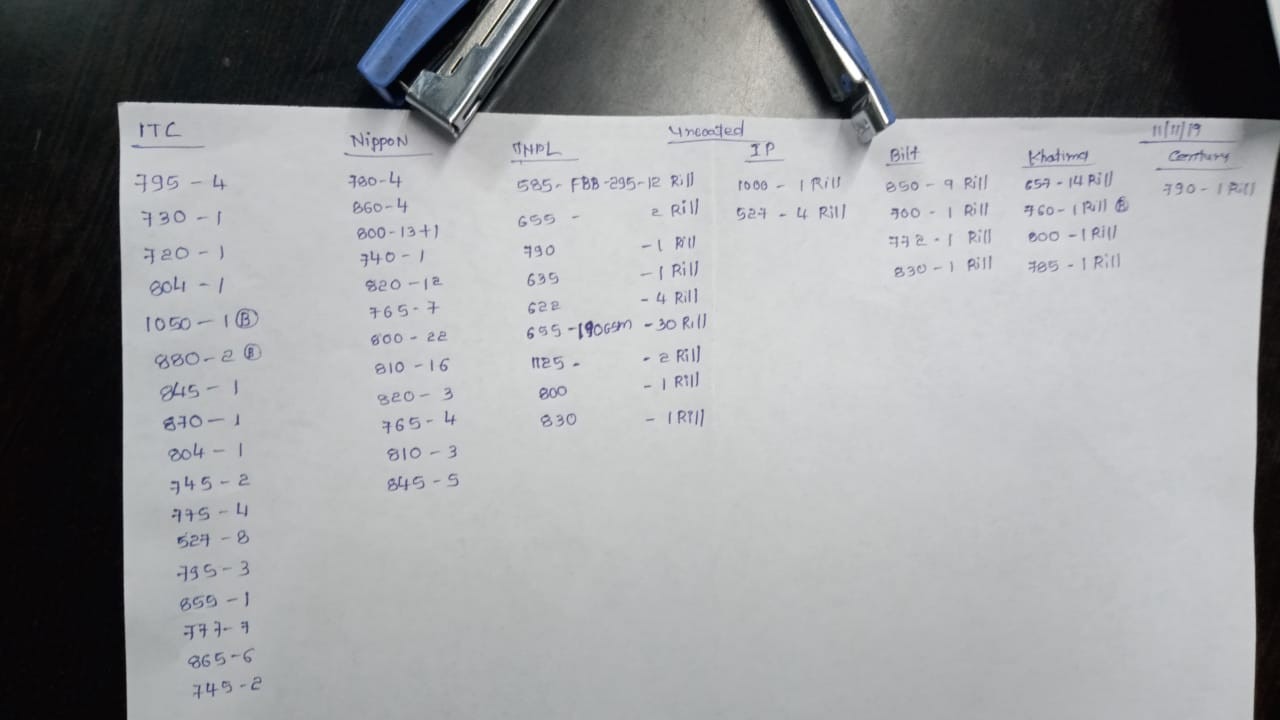 Uncoated
11/11/19
ITC
795 - 4
730 - 1
720 - 1
804 - 1
1050 - 1 Ⓑ
880 - 2 Ⓑ
845 - 1
870 - 1
804 - 1
745 - 2
775 - 4
527 - 8
795 - 3
855 - 1
777 - 7
865 - 6
745 - 2
Nippon
780 - 4
860 - 4
800 - 13 + 1
740 - 1
820 - 12
765 - 7
800 - 22
810 - 16
820 - 3
765 - 4
810 - 3
845 - 5
TNPL
585 - FBB - 295 - 12 Rill
655 - 2 Rill
790 - 1 Rill
635 - 1 Rill
622 - 4 Rill
655 - 190GSM - 30 Rill
- 2 Rill
800 - 1 Rill
830 - 1 Rill
IP
1000 - 1 Rill
527 - 4 Rill
Bilt
850 - 9 Rill
900 - 1 Rill
772 - 1 Rill
830 - 1 Rill
Khatima
657 - 14 Rill
760 - 1 Rill Ⓑ
800 - 1 Rill
785 - 1 Rill
Century
790 - 1 Rill